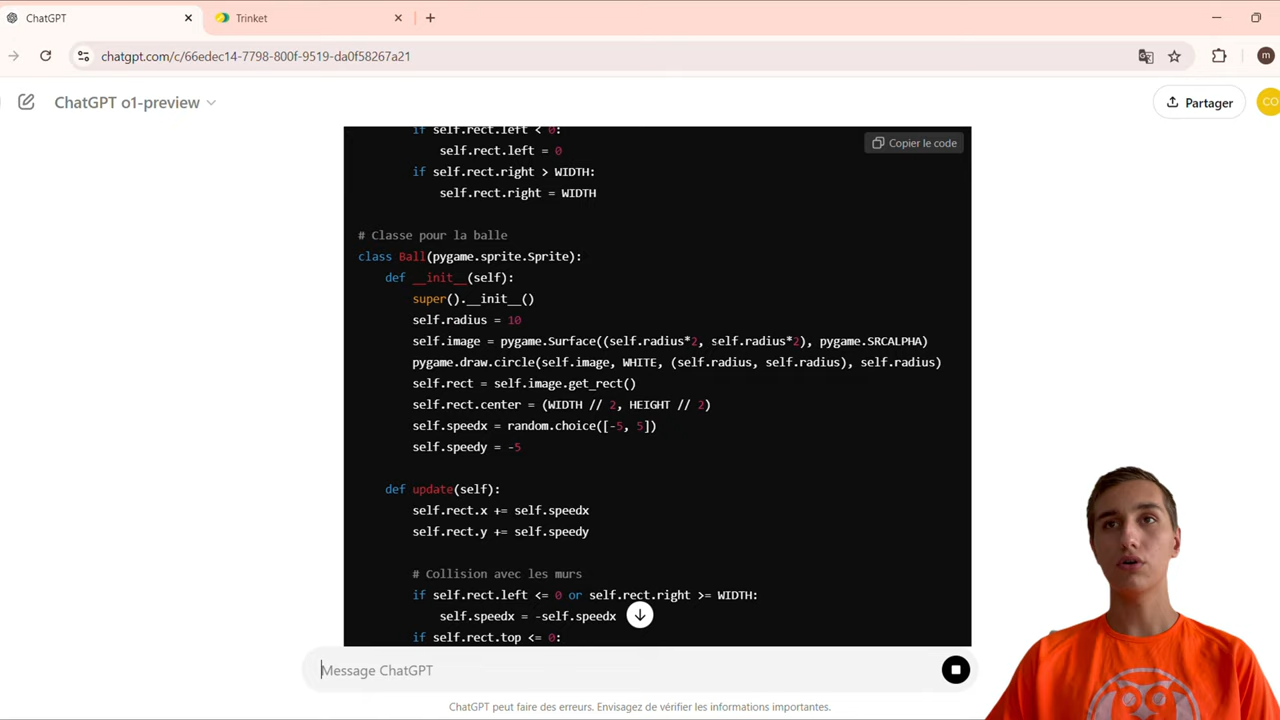 ChatGPT
Trinket
chatgpt.com/c/66edec14-7798-800f-9519-da0f58267a21
m
ChatGPT o1-preview
Partager
CO
if self.rect.left < 0:
Copier le code
self.rect.left = 0
if self.rect.right > WIDTH:
self.rect.right = WIDTH
# Classe pour la balle
class Ball(pygame.sprite.Sprite):
def __init__(self):
super().__init__()
self.radius = 10
self.image = pygame.Surface((self.radius*2, self.radius*2), pygame.SRCALPHA)
pygame.draw.circle(self.image, WHITE, (self.radius, self.radius), self.radius)
self.rect = self.image.get_rect()
self.rect.center = (WIDTH // 2, HEIGHT // 2)
self.speedx = random.choice([-5, 5])
self.speedy = -5
def update(self):
self.rect.x += self.speedx
self.rect.y += self.speedy
# Collision avec les murs
if self.rect.left <= 0 or self.rect.right >= WIDTH:
self.speedx = -self.speedx
if self.rect.top <= 0:
Message ChatGPT
ChatGPT peut faire des erreurs. Envisagez de vérifier les informations importantes.